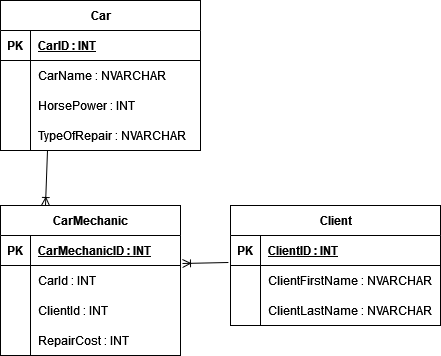 Car
PK CarID : INT
CarName : NVARCHAR
HorsePower : INT
TypeOfRepair : NVARCHAR
CarMechanic
PK CarMechanicID : INT
CarId : INT
ClientId : INT
RepairCost : INT
Client
PK ClientID : INT
ClientFirstName : NVARCHAR
ClientLastName : NVARCHAR